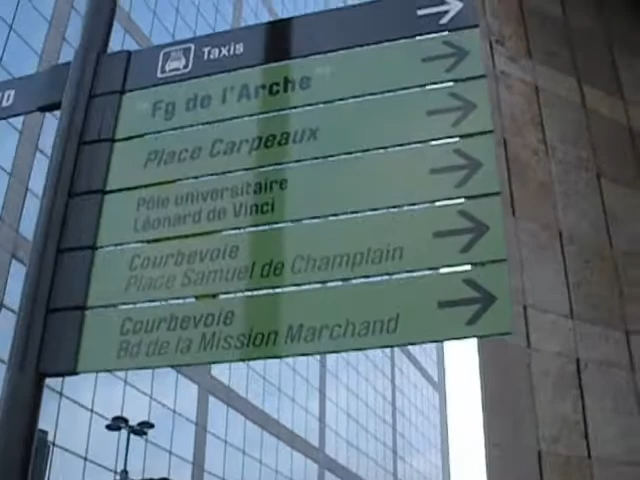 Taxis
Fg de l'Arche
Place Carpeaux
Pôle universitaire
Léonard de Vinci
Courbevoie
Place Samuel de Champlain
Courbevoie
Bd de la Mission Marchand